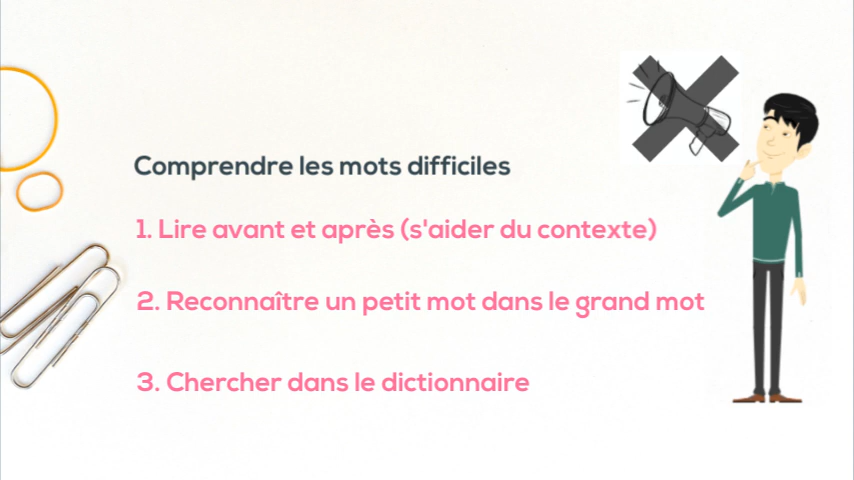 Comprendre les mots difficiles
1. Lire avant et après (s'aider du contexte)
2. Reconnaître un petit mot dans le grand mot
3. Chercher dans le dictionnaire